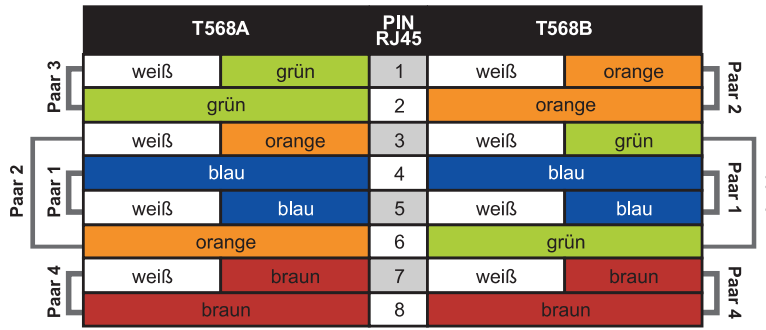 T568A PIN RJ45 T568B
Paar 3 weiß grün 1 weiß orange Paar 2
grün 2 orange
Paar 2 weiß orange 3 weiß grün
Paar 1 blau 4 blau Paar 1
weiß blau 5 weiß blau
orange 6 grün
Paar 4 weiß braun 7 weiß braun Paar 4
braun 8 braun